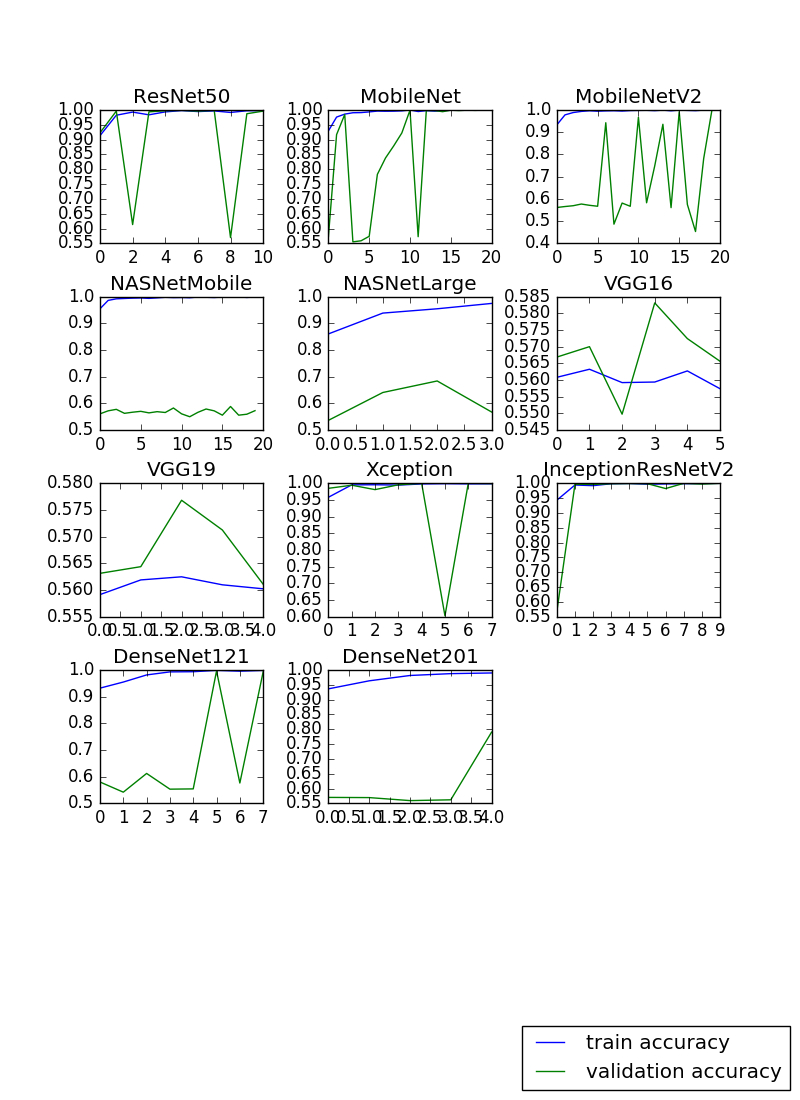 ResNet50 MobileNet MobileNetV2
1.00 1.00 1.0
0.95 0.95 0.9
0.90 0.90 0.8
0.85 0.85 0.7
0.80 0.80 0.6
0.75 0.75 0.5
0.70 0.70 0.4
0.65 0.65
0.60 0.60
0.55 0.55
0 2 4 6 8 10 0 5 10 15 20 0 5 10 15 20
NASNetMobile NASNetLarge VGG16
1.0 1.0 0.585
0.9 0.9 0.580
0.8 0.8 0.575
0.7 0.7 0.570
0.6 0.6 0.565
0.5 0.5 0.560
0.555
0.550
0.545
0 5 10 15 20 0.0 0.5 1.0 1.5 2.0 2.5 3.0 0 1 2 3 4 5
VGG19 Xception InceptionResNetV2
0.580 1.00 1.00
0.575 0.95 0.95
0.570 0.90 0.90
0.565 0.85 0.85
0.560 0.80 0.80
0.555 0.75 0.75
0.70 0.70
0.65 0.65
0.60 0.60
0.55
0.0 0.5 1.0 1.5 2.0 2.5 3.0 3.5 4.0 0 1 2 3 4 5 6 7 0 1 2 3 4 5 6 7 8 9
DenseNet121 DenseNet201
1.0 1.00
0.9 0.95
0.8 0.90
0.7 0.85
0.6 0.80
0.5 0.75
0.70
0.65
0.60
0.55
0 1 2 3 4 5 6 7 0.0 0.5 1.0 1.5 2.0 2.5 3.0 3.5 4.0
train accuracy
validation accuracy